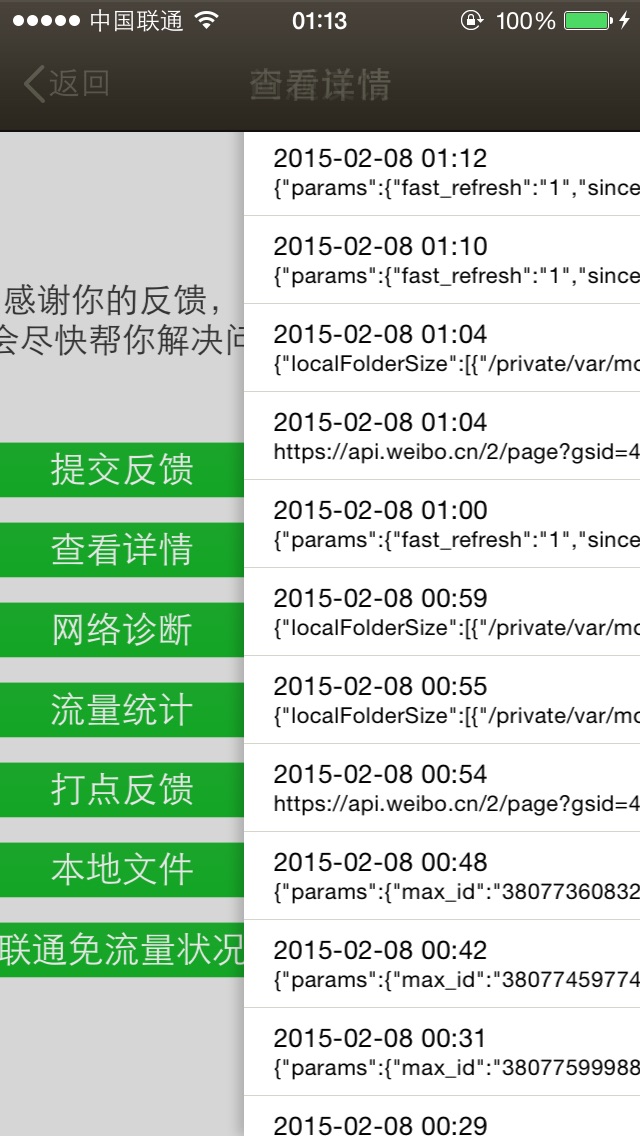 中国联通
01:13
100%
返回
查看详情
感谢你的反馈，
会尽快帮你解决问
提交反馈
查看详情
网络诊断
流量统计
打点反馈
本地文件
联通免流量状况
2015-02-08 01:12
{"params":{"fast_refresh":"1","since
2015-02-08 01:10
{"params":{"fast_refresh":"1","since
2015-02-08 01:04
{"localFolderSize":[{"/private/var/mo
2015-02-08 01:04
https://api.weibo.cn/2/page?gsid=4
2015-02-08 01:00
{"params":{"fast_refresh":"1","since
2015-02-08 00:59
{"localFolderSize":[{"/private/var/mo
2015-02-08 00:55
{"localFolderSize":[{"/private/var/mo
2015-02-08 00:54
https://api.weibo.cn/2/page?gsid=4
2015-02-08 00:48
{"params":{"max_id":"38077360832
2015-02-08 00:42
{"params":{"max_id":"38077459774
2015-02-08 00:31
{"params":{"max_id":"38077599988
2015-02-08 00:29